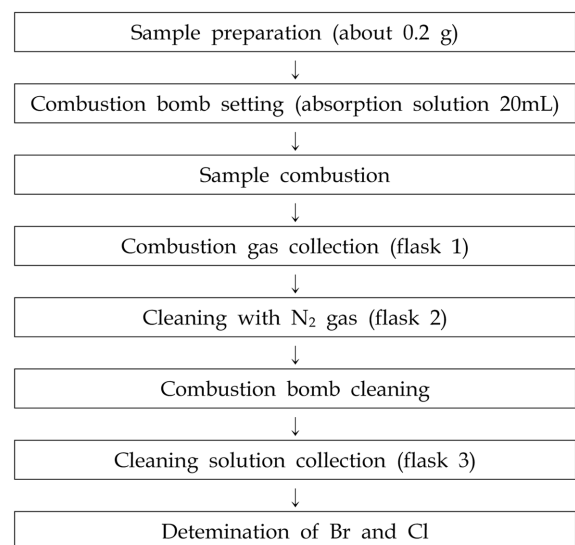 Sample preparation (about 0.2 g)
↓
Combustion bomb setting (absorption solution 20mL)
↓
Sample combustion
↓
Combustion gas collection (flask 1)
↓
Cleaning with N₂ gas (flask 2)
↓
Combustion bomb cleaning
↓
Cleaning solution collection (flask 3)
↓
Detemination of Br and Cl